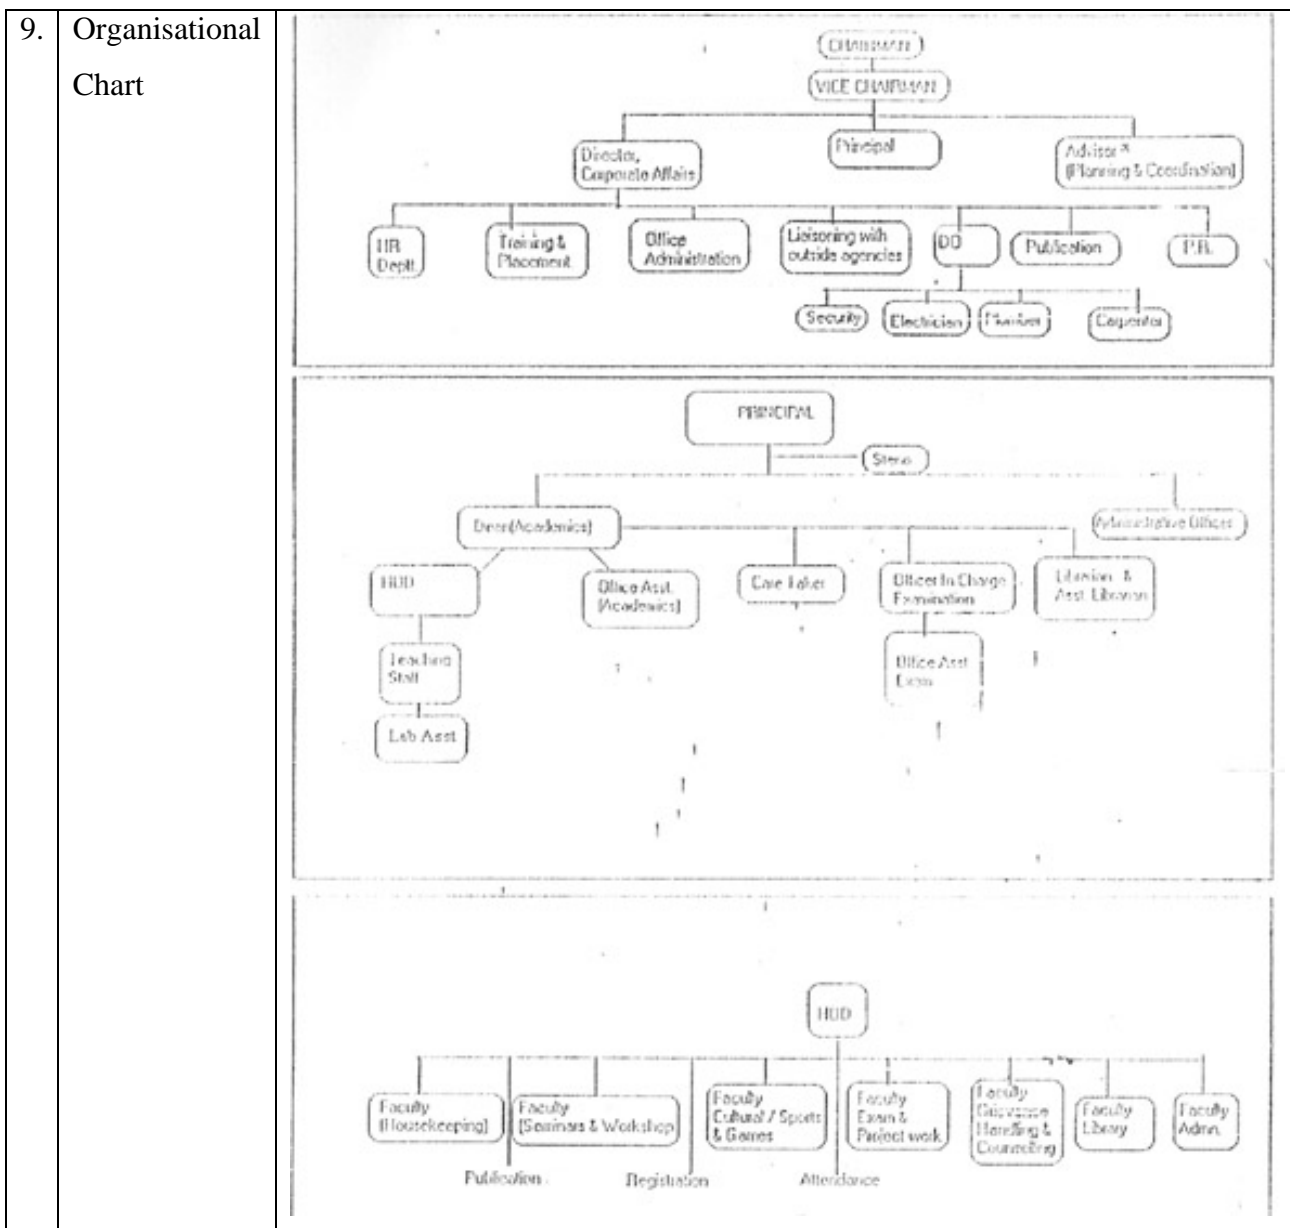 9.
Organisational
Chart
CHAIRMAN
VICE CHAIRMAN
Director,
Corporate Affairs
Principal
Advisor
(Planning & Coordination)
HR
Deptt.
Training &
Placement
Office
Administration
Liasoning with
outside agencies
DO
Publication
P.R.
Security
Electrician
Plumber
Carpenter
PRINCIPAL
Steno
Dean(Academics)
Administrative Officer
HOD
Office Asst.
(Academics)
Care Taker
Officer In Charge
Examination
Librarian &
Asst. Librarian
Teaching
Staff
Office Asst
Exam
Lab Asst
HOD
Faculty
(Housekeeping)
Faculty
(Seminars & Workshop
Faculty
Cultural / Sports
& Games
Faculty
Exam &
Project work
Faculty
Grievance
Handling &
Counselling
Faculty
Library
Faculty
Admn.
Publication
Registration
Attendance